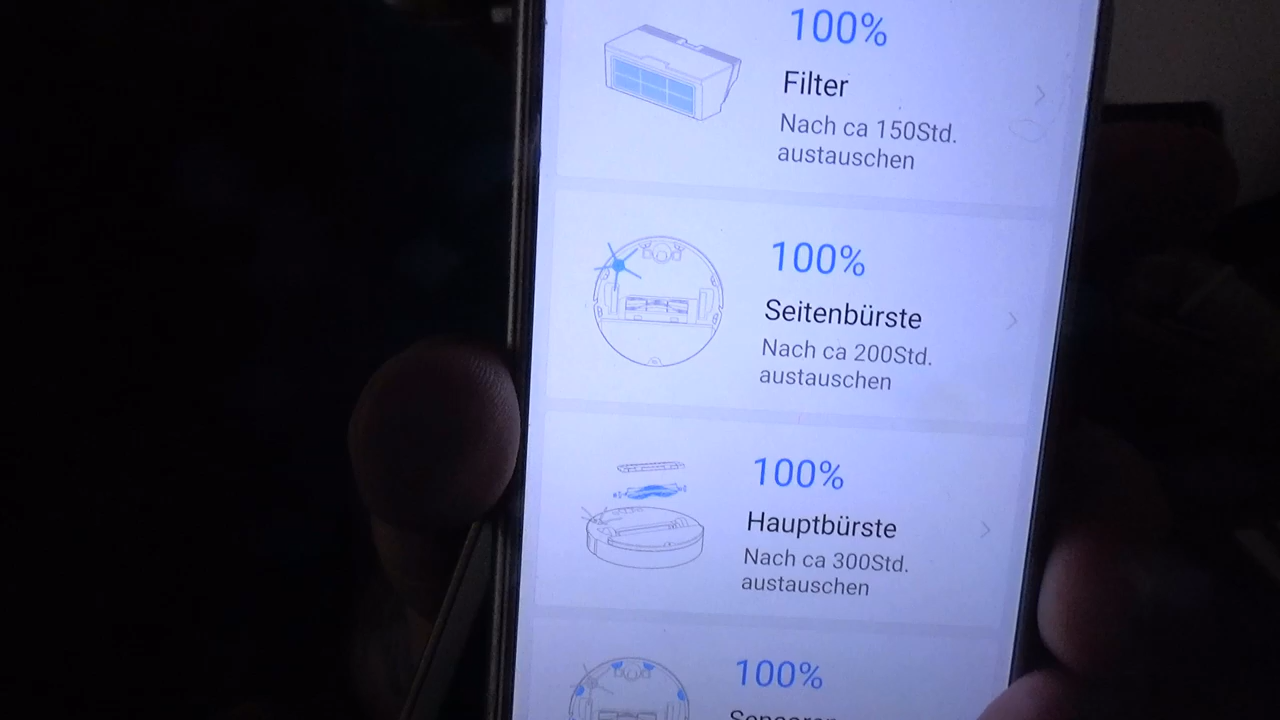 100%
Filter
Nach ca 150Std.
austauschen
100%
Seitenbürste
Nach ca 200Std.
austauschen
100%
Hauptbürste
Nach ca 300Std.
austauschen
100%
Sensoren